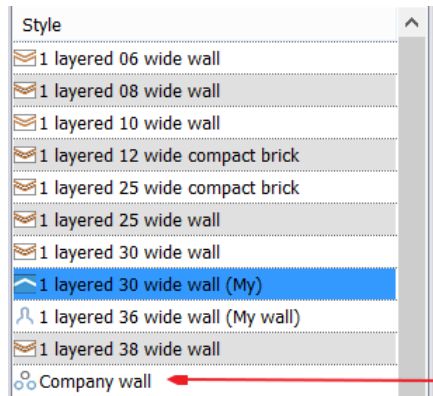 Style
1 layered 06 wide wall
1 layered 08 wide wall
1 layered 10 wide wall
1 layered 12 wide compact brick
1 layered 25 wide compact brick
1 layered 25 wide wall
1 layered 30 wide wall
1 layered 30 wide wall (My)
1 layered 36 wide wall (My wall)
1 layered 38 wide wall
Company wall